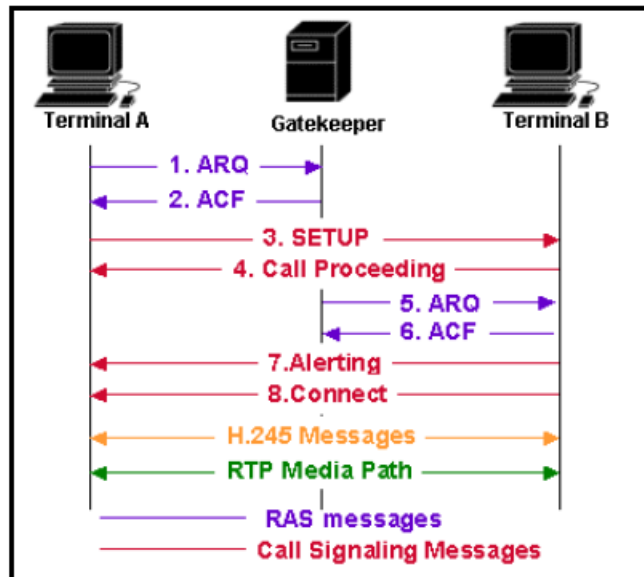 Terminal A
Gatekeeper
Terminal B
1. ARQ
2. ACF
3. SETUP
4. Call Proceeding
5. ARQ
6. ACF
7.Alerting
8.Connect
H.245 Messages
RTP Media Path
RAS messages
Call Signaling Messages